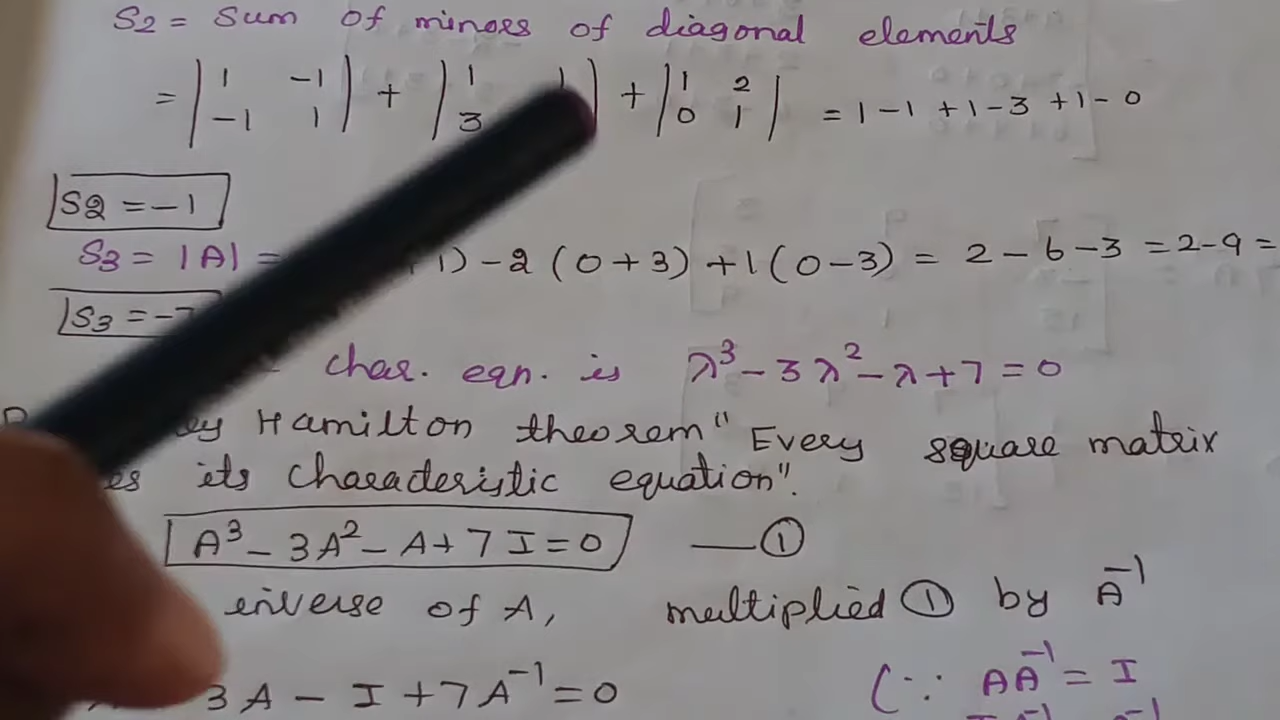 S2 = Sum of minors of diagonal elements
= | 1 -1 | + | 1 1 | + | 1 2 | = 1-1 +1-3 +1-0
| -1 1 | | 3 | | 0 1 |
S2 = -1
S3 = |A| = 1) -2 (0+3) +1(0-3) = 2-6-3 = 2-9 =
S3 = -7
char. eqn. is λ³ - 3λ² - λ + 7 = 0
Hamilton theorem" Every square matrix
its characteristic equation".
A³ - 3A² - A + 7I = 0 —①
inverse of A, multiplied ① by A⁻¹
3A - I + 7A⁻¹ = 0 (∵ AA⁻¹ = I